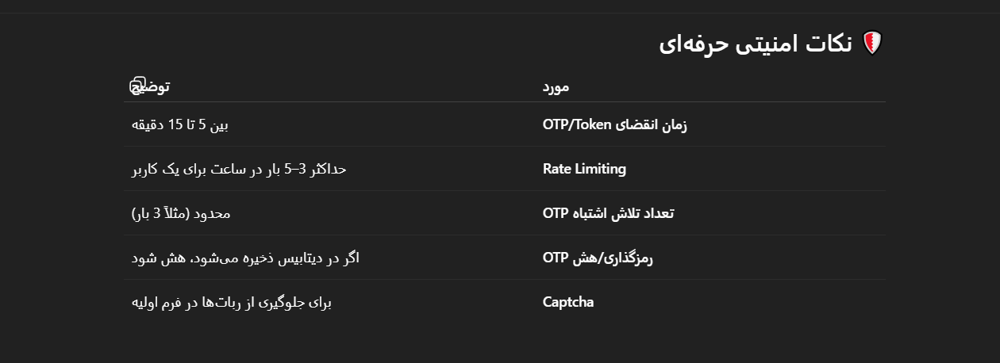 🛡️ نکات امنیتی حرفه‌ای
مورد توضیح
زمان انقضای OTP/Token بین 5 تا 15 دقیقه
Rate Limiting حداکثر 3–5 بار در ساعت برای یک کاربر
تعداد تلاش اشتباه OTP محدود (مثلاً 3 بار)
رمزگذاری/هش OTP اگر در دیتابیس ذخیره می‌شود، هش شود
Captcha برای جلوگیری از ربات‌ها در فرم اولیه